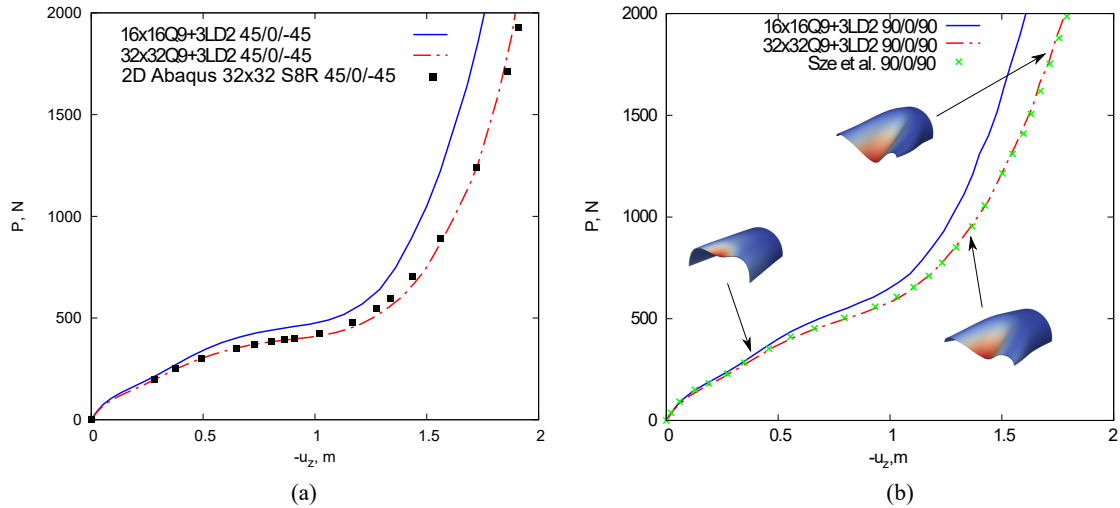 16x16Q9+3LD2 45/0/-45
32x32Q9+3LD2 45/0/-45
2D Abaqus 32x32 S8R 45/0/-45
2000
1500
1000
500
0
P, N
0
0.5
1
1.5
2
-u_z, m
(a)
16x16Q9+3LD2 90/0/90
32x32Q9+3LD2 90/0/90
Sze et al. 90/0/90
2000
1500
1000
500
0
P, N
0
0.5
1
1.5
2
-u_z,m
(b)